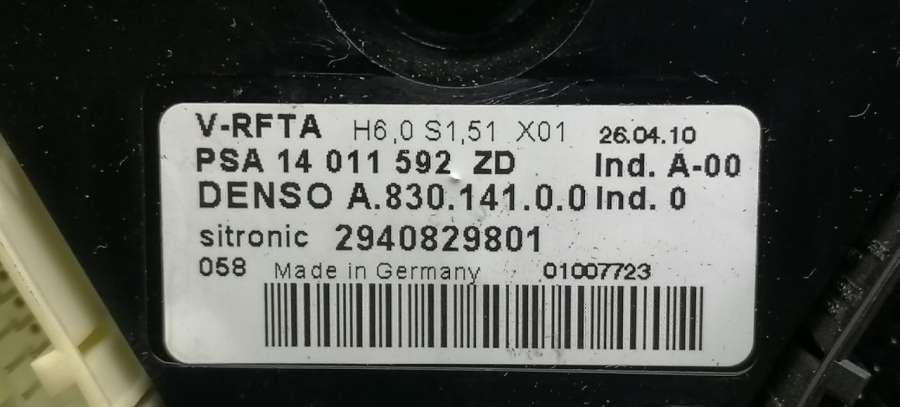 V-RFTA H6,0 S1,51 X01 26.04.10
PSA 14 011 592 ZD Ind. A-00
DENSO A.830.141.0.0 Ind. 0
sitronic 2940829801
058 Made in Germany 01007723